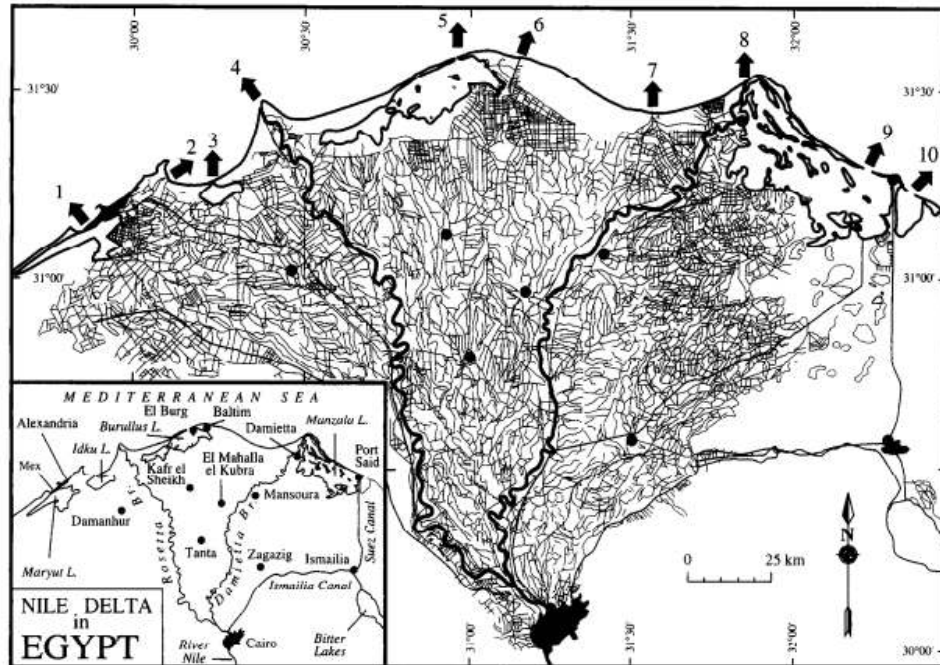 30°00'
30°30'
31°30'
32°00'
5
6
4
7
8
31°30'
31°30'
3
2
9
10
1
31°00'
31°00'
MEDITERRANEAN SEA
El Burg
Baltim
Manzala L.
Alexandria
Burullus L.
Damietta
Idku L.
Port
Said
Mex
Kafr el
Sheikh
El Mahalla
el Kubra
Mansoura
Damanhur
Rosetta Br.
Damietta Br.
Suez Canal
Tanta
Zagazig
Ismailia
Maryut L.
Ismailia Canal
NILE DELTA
in
EGYPT
River
Nile
Cairo
Bitter
Lakes
N
0 25 km
31°00'
31°30'
32°00'
30°00'